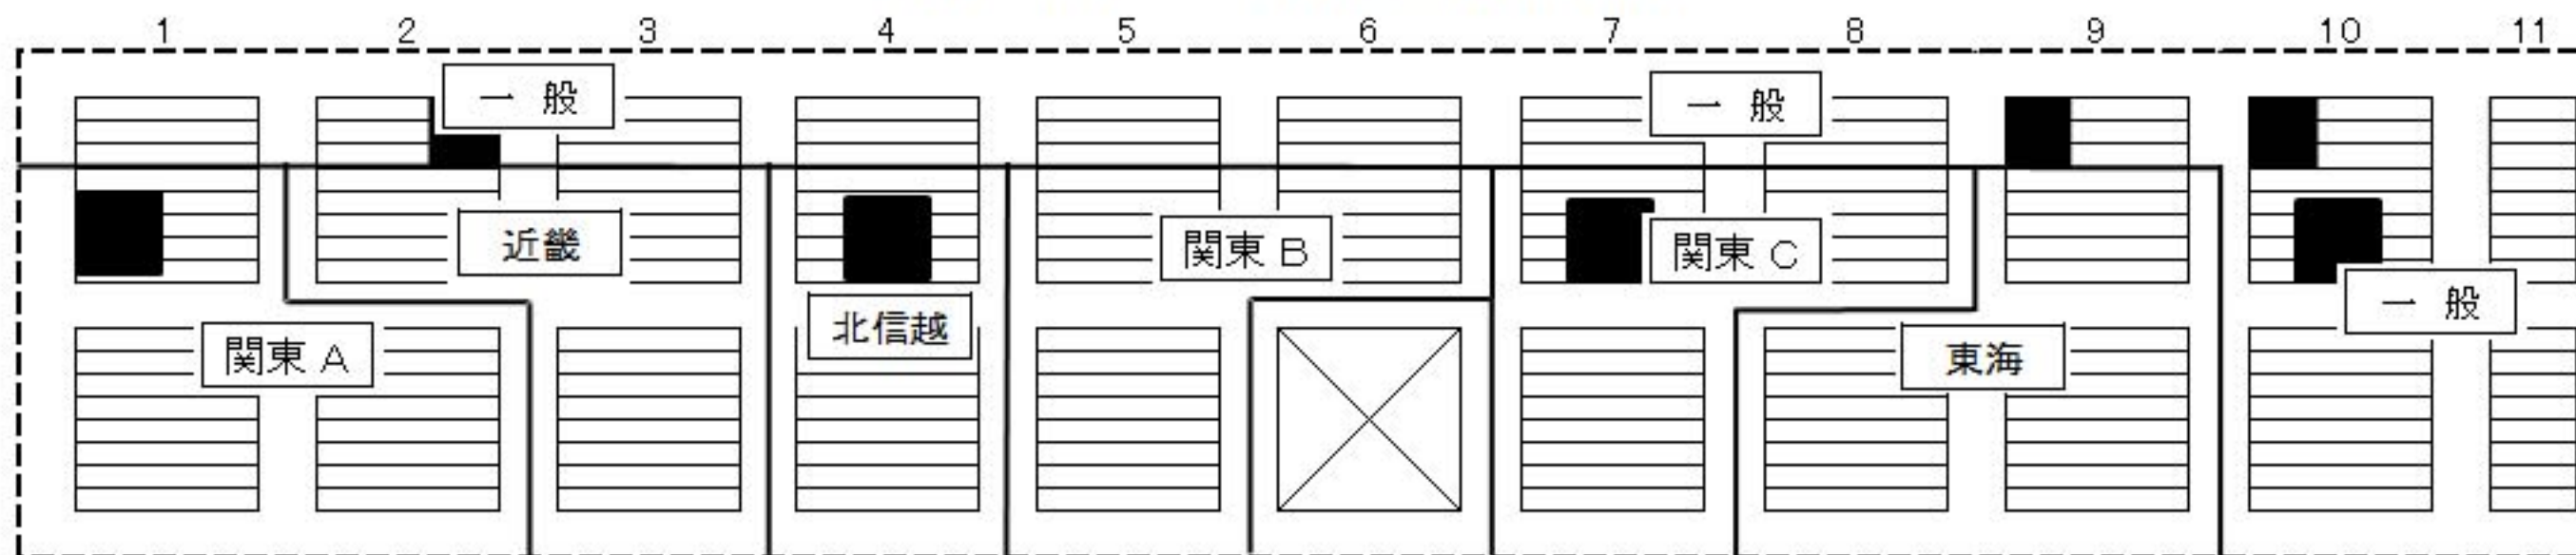 1 2 3 4 5 6 7 8 9 10 11
一 般 一 般
近畿 関東 B 関東 C
北信越 一 般
関東 A 東海